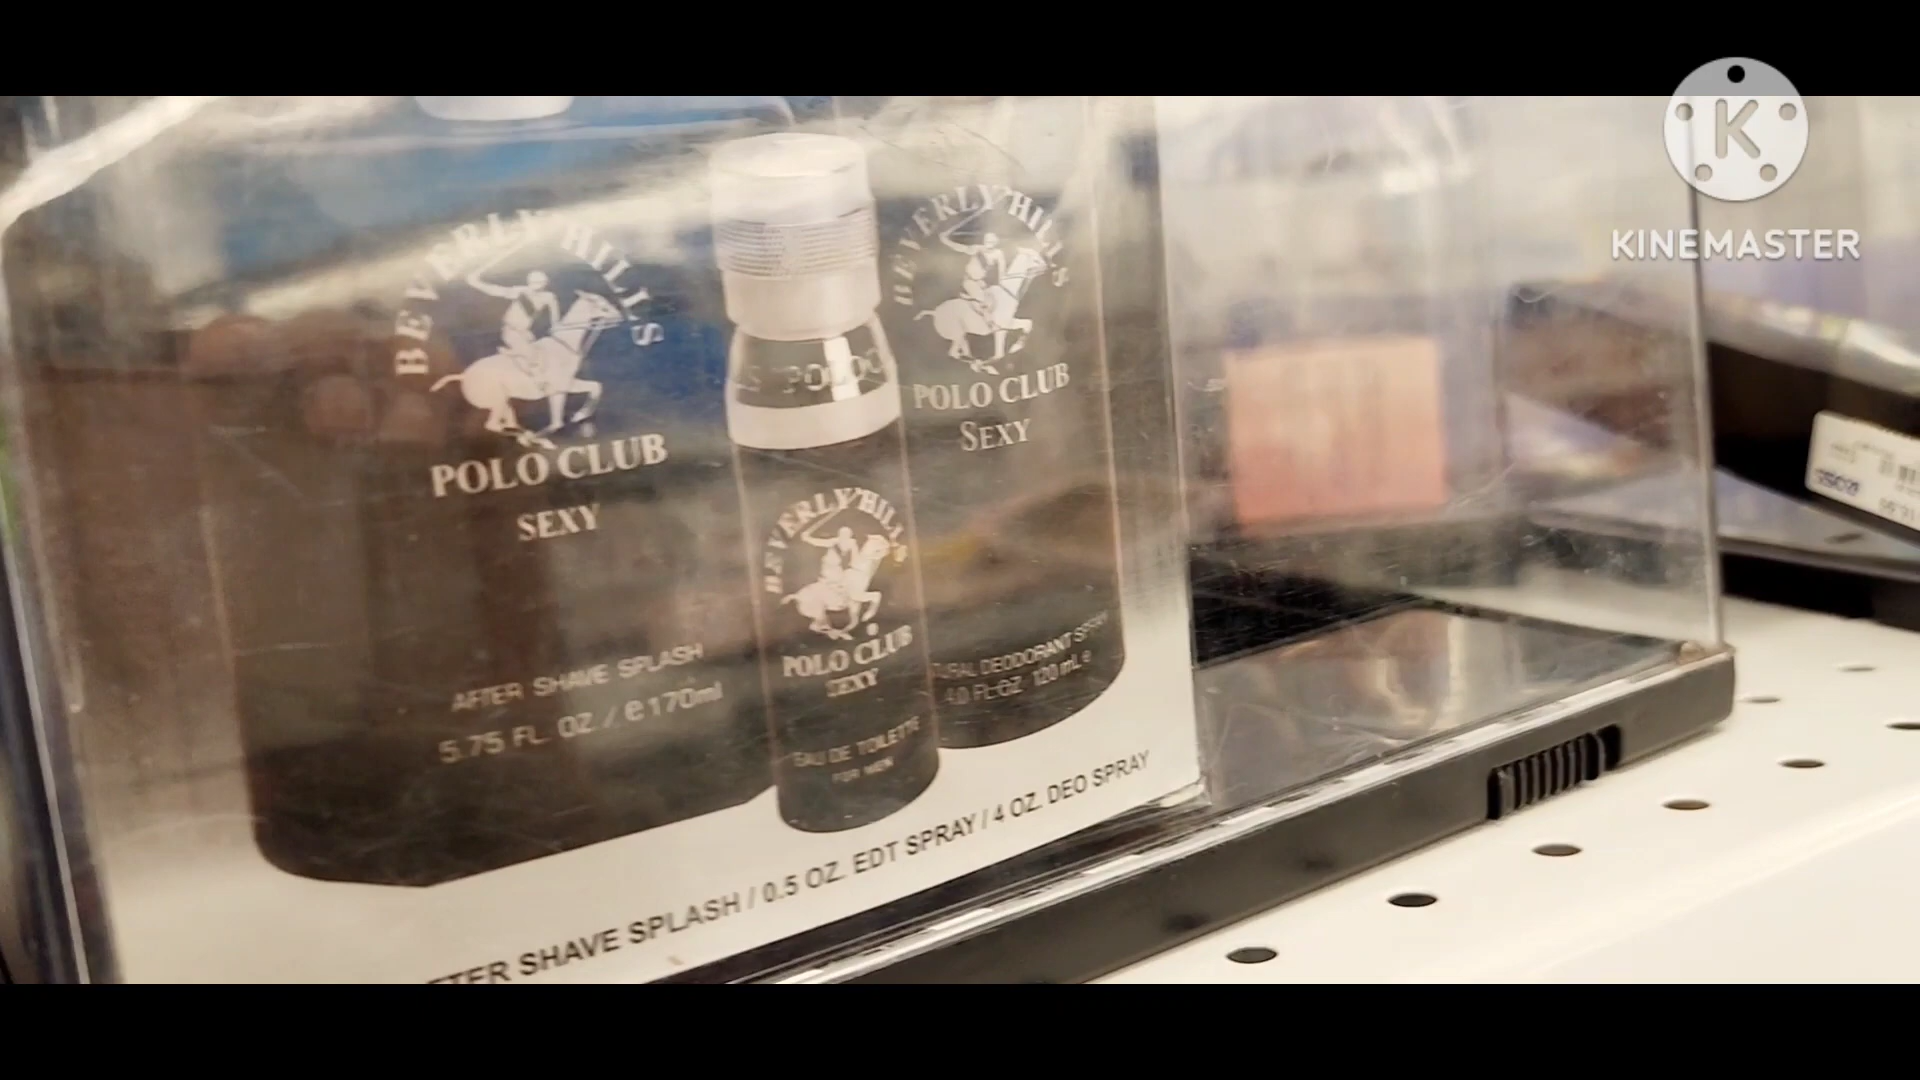 KINEMASTER
BEVERLY HILLS
POLO CLUB
SEXY
AFTER SHAVE SPLASH
5.75 FL. OZ / e 170ml
BEVERLY HILLS
POLO CLUB
SEXY
EAU DE TOILETTE
FOR MEN
BEVERLY HILLS
POLO CLUB
SEXY
DEODORANT SPRAY
4.0 FL.OZ/ 120 mL e
SHAVE SPLASH / 0.5 OZ. EDT SPRAY / 4 OZ. DEO SPRAY